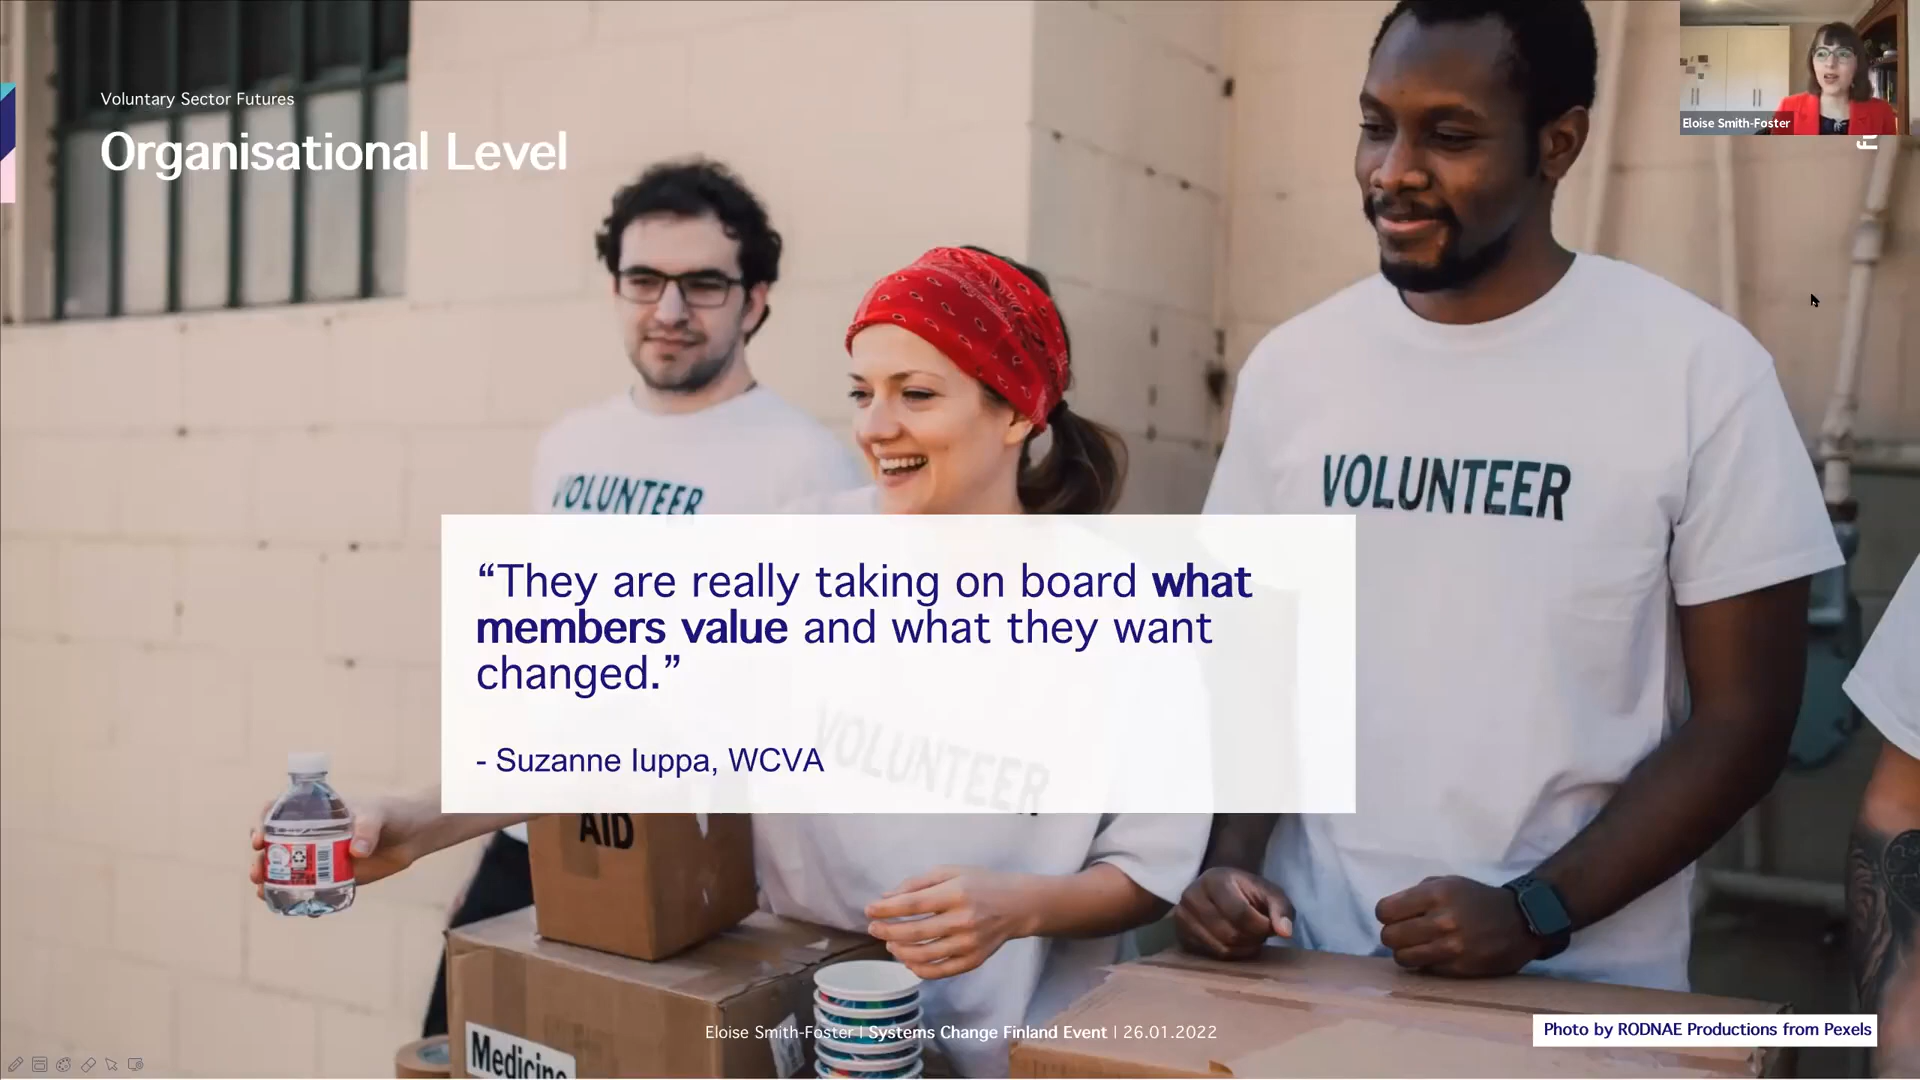 Voluntary Sector Futures
Organisational Level
Eloise Smith-Foster
VOLUNTEER
VOLUNTEER
“They are really taking on board what
members value and what they want
changed.”
- Suzanne Iuppa, WCVA
VOLUNTEER
AID
Medicine
Eloise Smith-Foster | Systems Change Finland Event | 26.01.2022
Photo by RODNAE Productions from Pexels